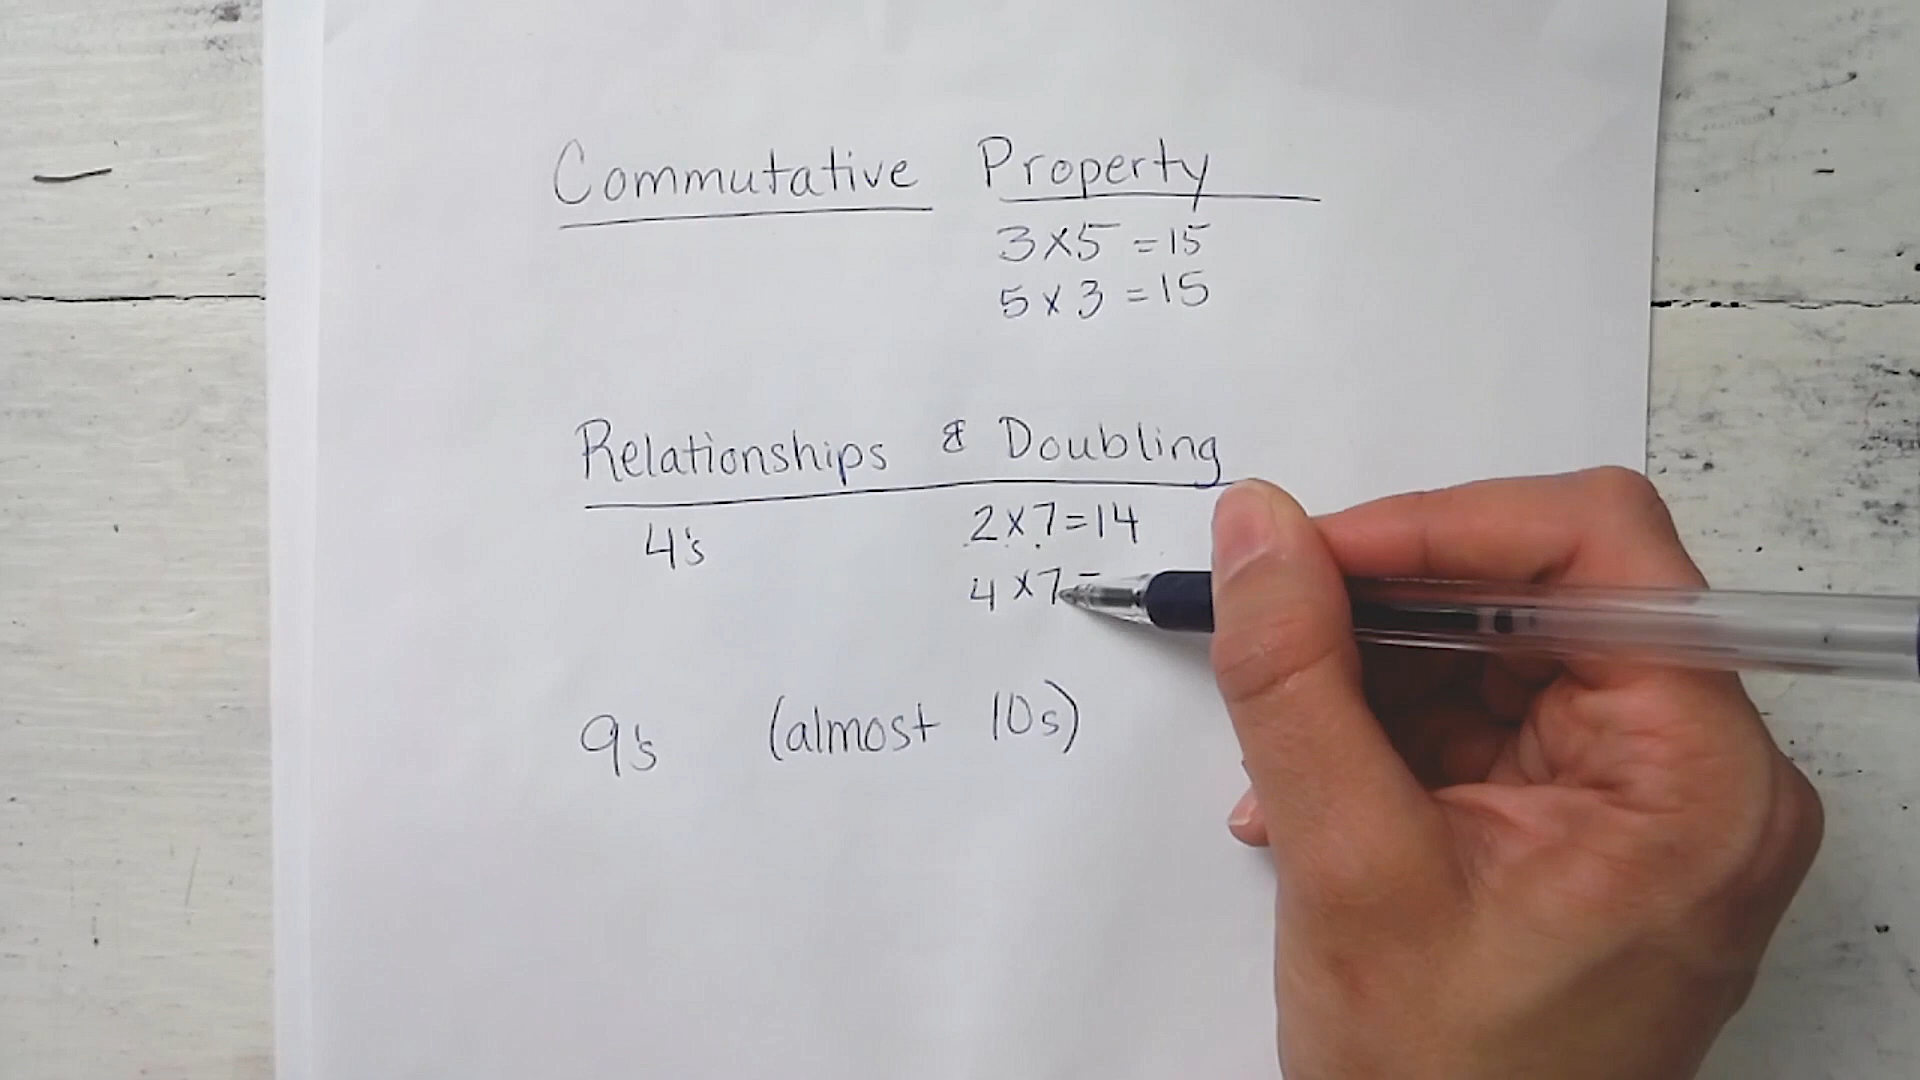 Commutative Property
3×5 =15
5 x 3 =15
Relationships & Doubling
4's 2×7=14
4 ×7=
9's (almost 10s)